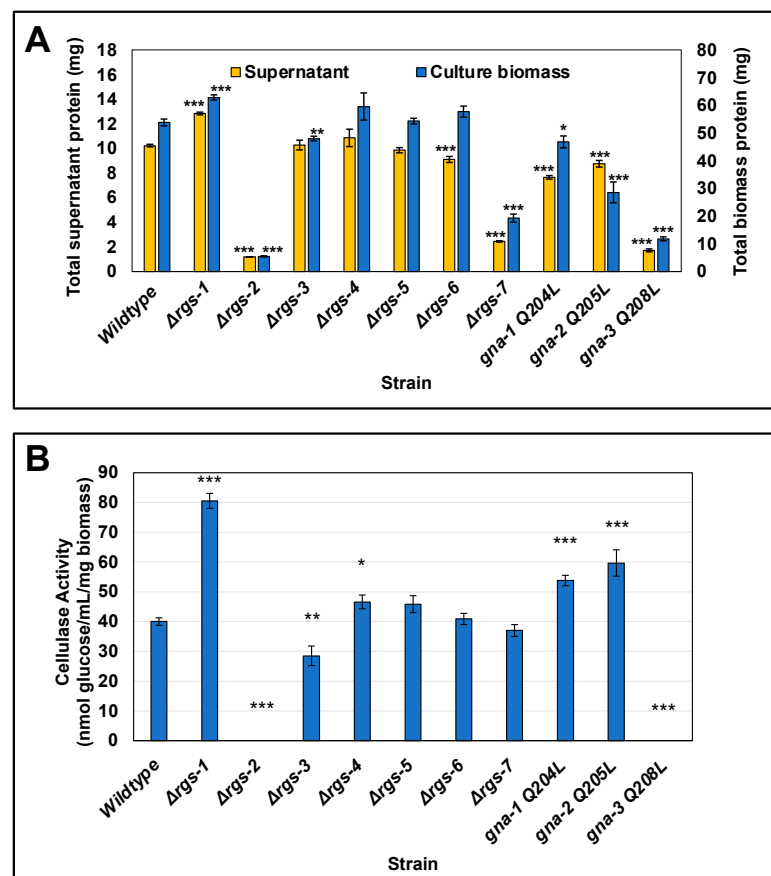 A
Supernatant
Culture biomass
Total supernatant protein (mg)
18
16
14
12
10
8
6
4
2
0
Total biomass protein (mg)
80
70
60
50
40
30
20
10
0
*** *** *** *** ** *** *** *** *** * *** *** *** ***
Wildtype
Δrgs-1
Δrgs-2
Δrgs-3
Δrgs-4
Δrgs-5
Δrgs-6
Δrgs-7
gna-1 Q204L
gna-2 Q205L
gna-3 Q208L
Strain
B
Cellulase Activity
(nmol glucose/mL/mg biomass)
90
80
70
60
50
40
30
20
10
0
*** *** ** * *** *** ***
Wildtype
Δrgs-1
Δrgs-2
Δrgs-3
Δrgs-4
Δrgs-5
Δrgs-6
Δrgs-7
gna-1 Q204L
gna-2 Q205L
gna-3 Q208L
Strain